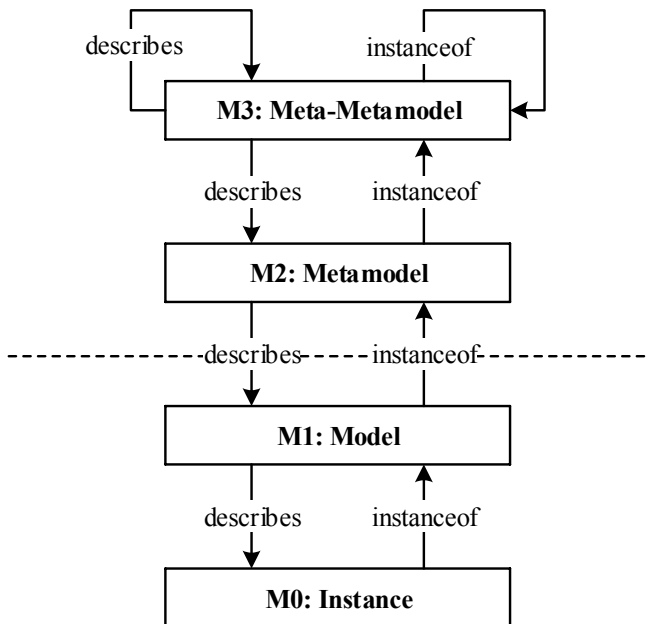 describes
instanceof
M3: Meta-Metamodel
describes
instanceof
M2: Metamodel
describes
instanceof
M1: Model
describes
instanceof
M0: Instance